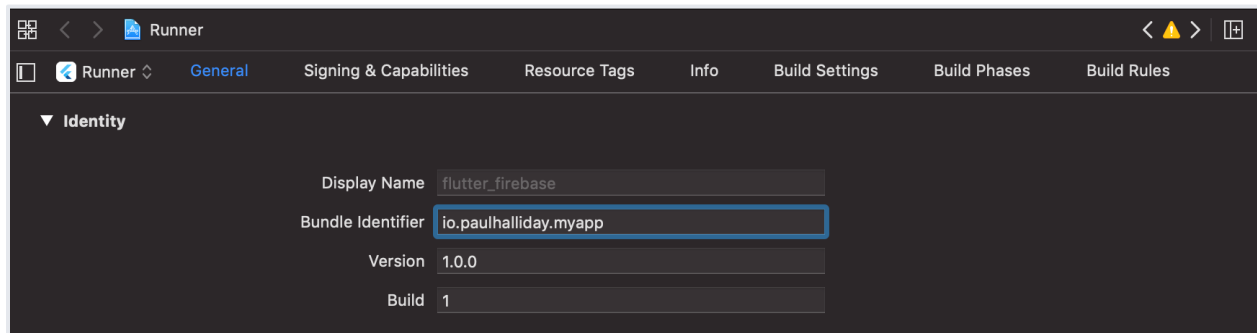 Runner
Runner General Signing & Capabilities Resource Tags Info Build Settings Build Phases Build Rules
Identity
Display Name flutter_firebase
Bundle Identifier io.paulhalliday.myapp
Version 1.0.0
Build 1